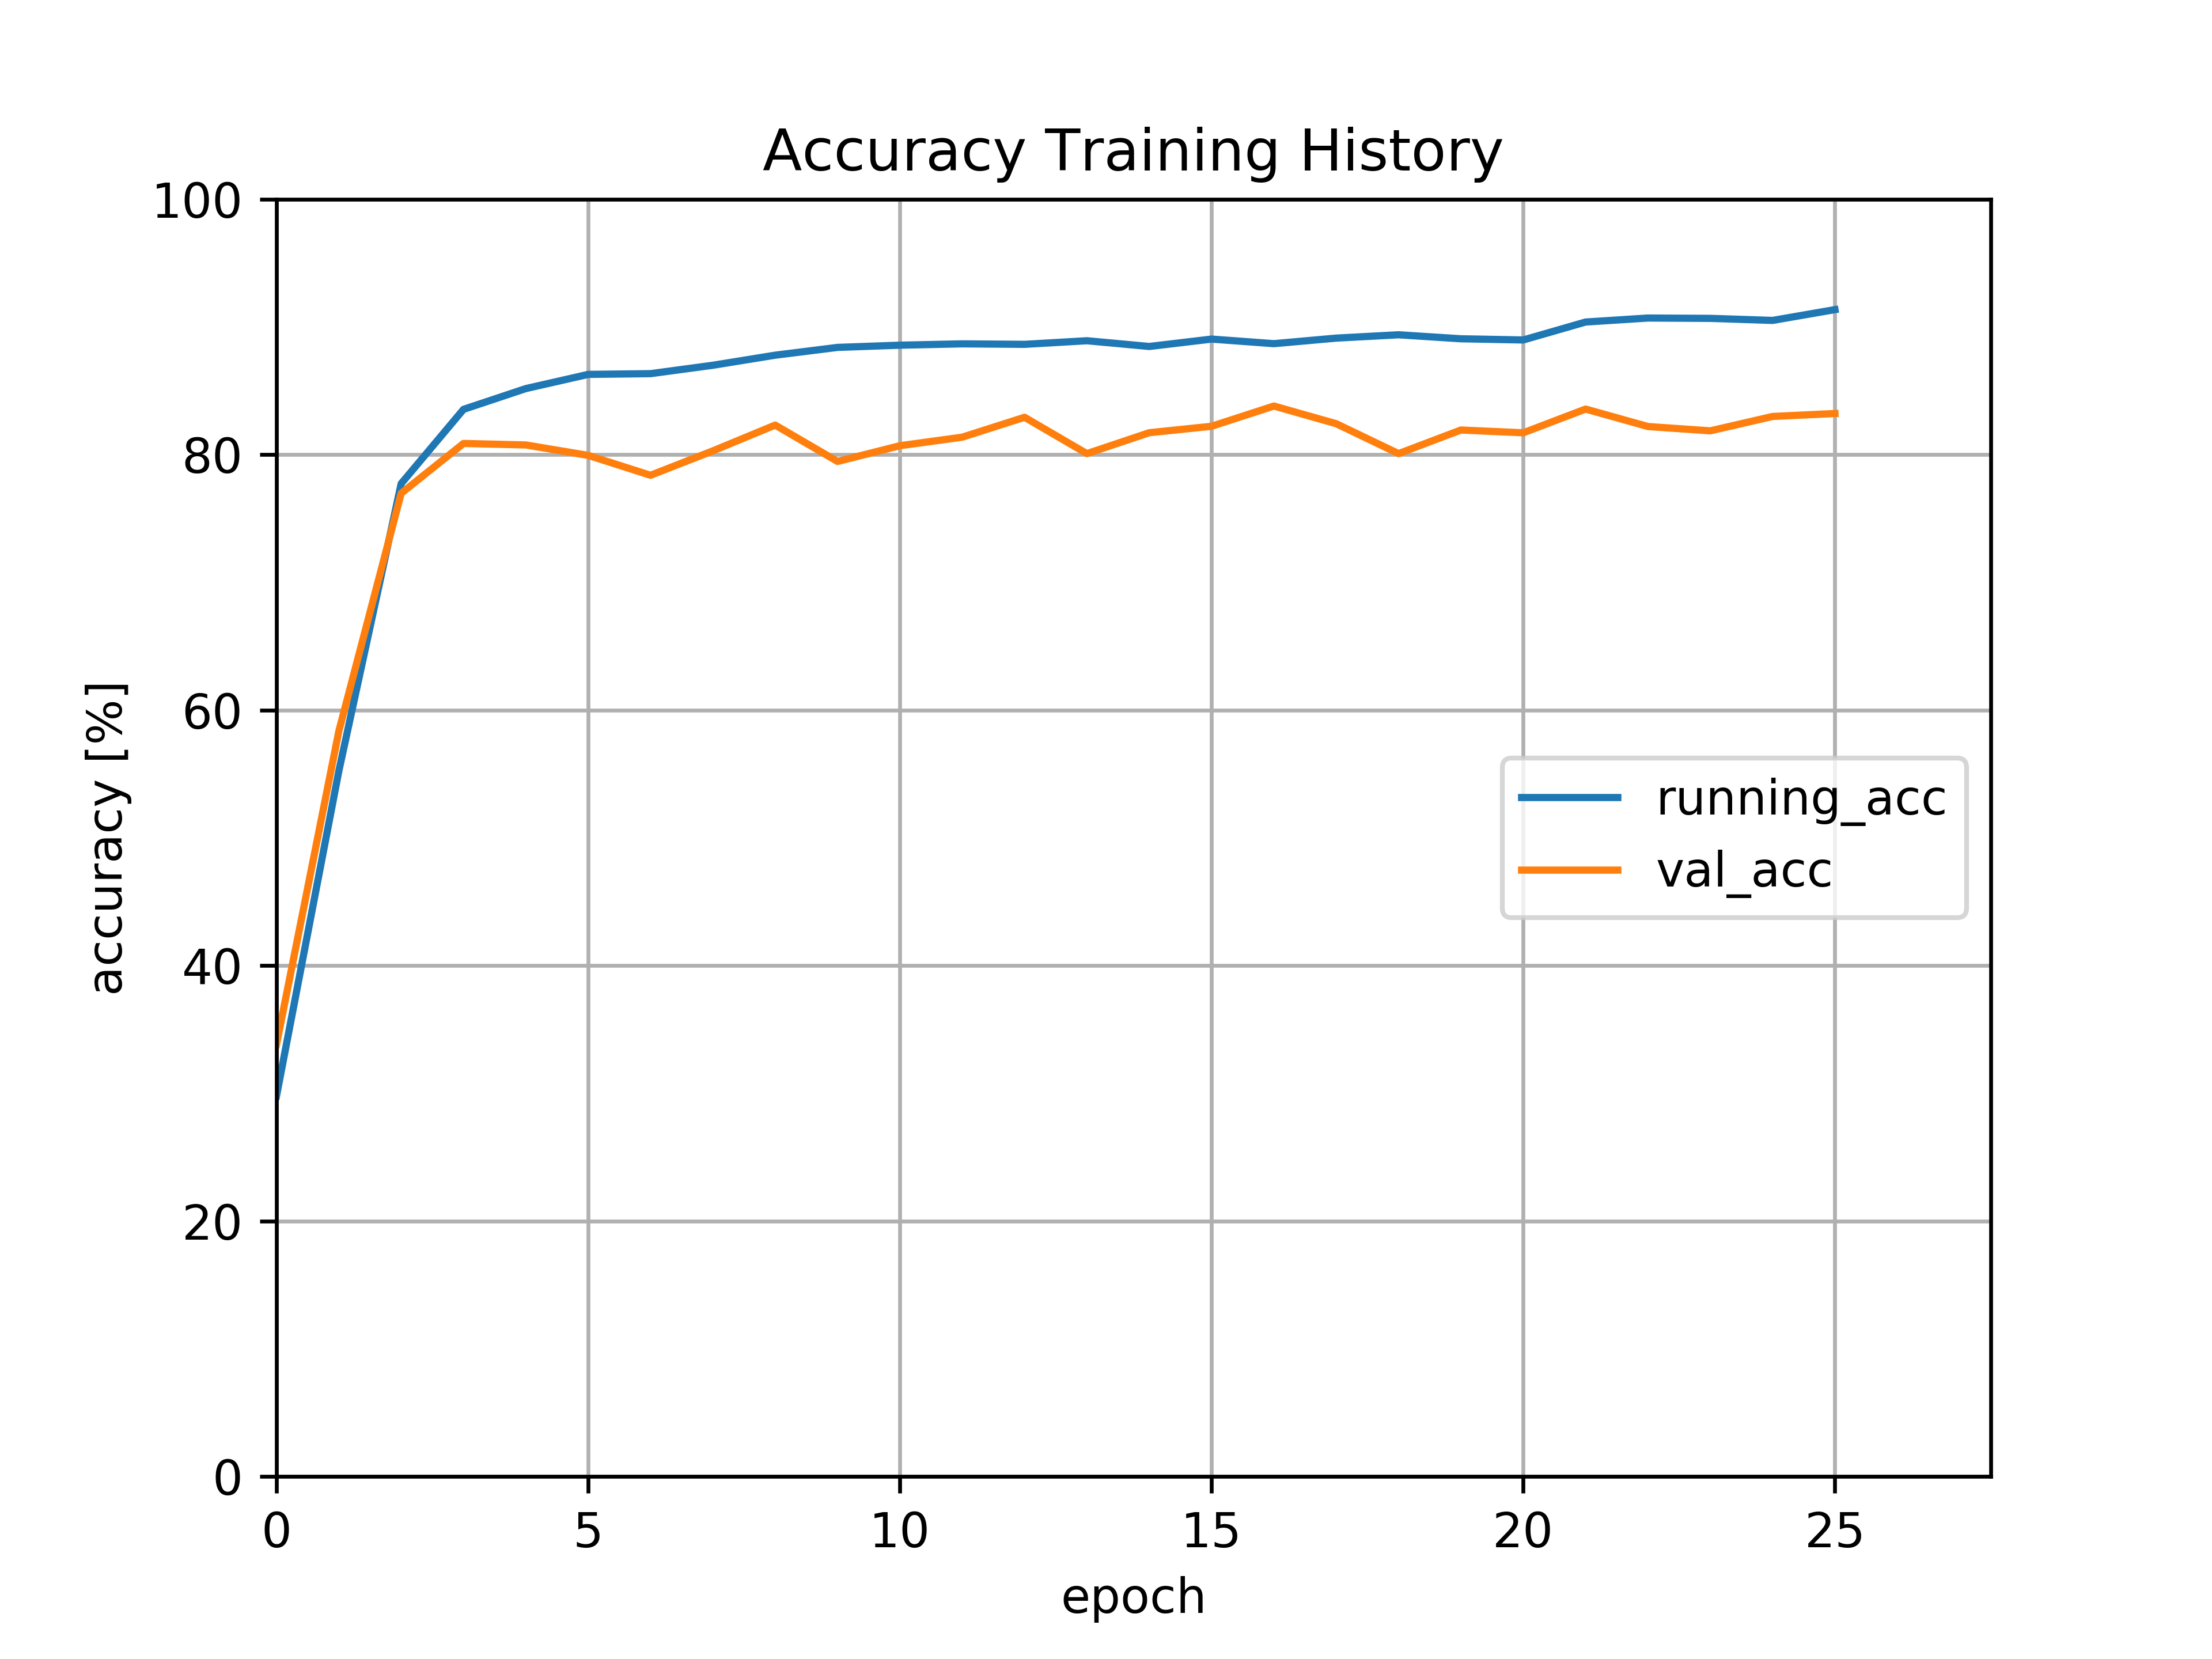 Accuracy Training History
100
80
60
40
20
0
accuracy [%]
running_acc
val_acc
0 5 10 15 20 25
epoch